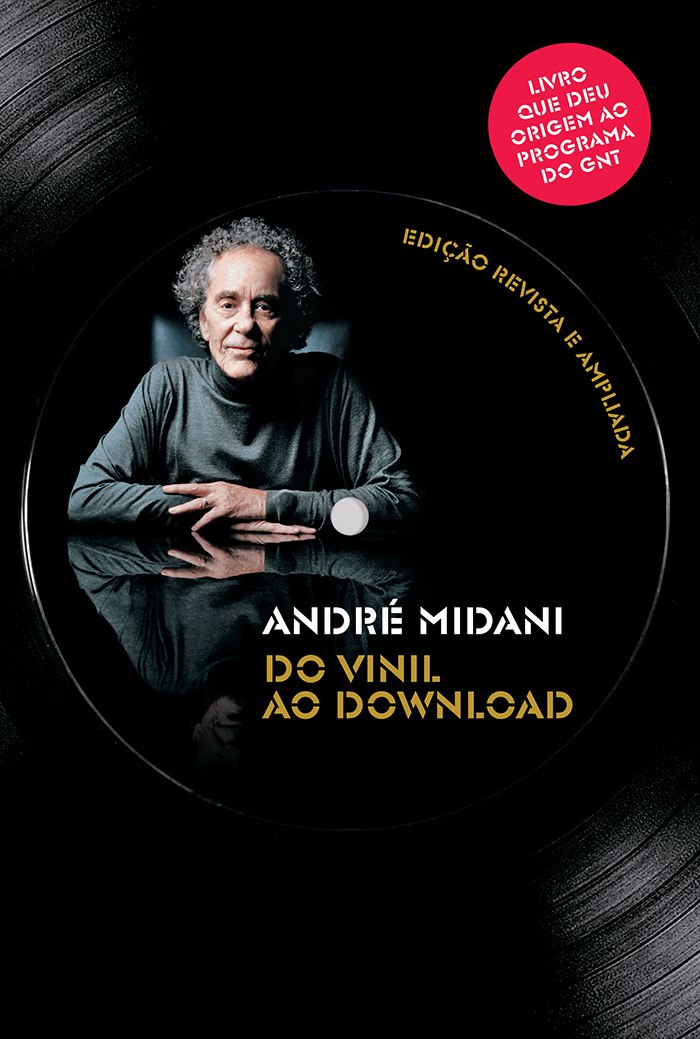 LIVRO
QUE DEU
ORIGEM AO
PROGRAMA
DO GNT
EDIÇÃO REVISTA E AMPLIADA
ANDRÉ MIDANI
DO VINIL
AO DOWNLOAD